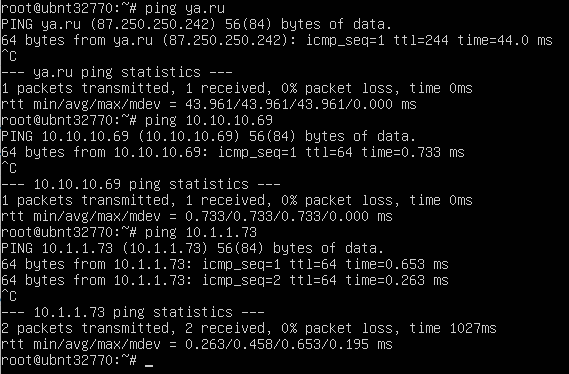 root@ubnt32770:~# ping ya.ru
PING ya.ru (87.250.250.242) 56(84) bytes of data.
64 bytes from ya.ru (87.250.250.242): icmp_seq=1 ttl=244 time=44.0 ms
^C
--- ya.ru ping statistics ---
1 packets transmitted, 1 received, 0% packet loss, time 0ms
rtt min/avg/max/mdev = 43.961/43.961/43.961/0.000 ms
root@ubnt32770:~# ping 10.10.10.69
PING 10.10.10.69 (10.10.10.69) 56(84) bytes of data.
64 bytes from 10.10.10.69: icmp_seq=1 ttl=64 time=0.733 ms
^C
--- 10.10.10.69 ping statistics ---
1 packets transmitted, 1 received, 0% packet loss, time 0ms
rtt min/avg/max/mdev = 0.733/0.733/0.733/0.000 ms
root@ubnt32770:~# ping 10.1.1.73
PING 10.1.1.73 (10.1.1.73) 56(84) bytes of data.
64 bytes from 10.1.1.73: icmp_seq=1 ttl=64 time=0.653 ms
64 bytes from 10.1.1.73: icmp_seq=2 ttl=64 time=0.263 ms
^C
--- 10.1.1.73 ping statistics ---
2 packets transmitted, 2 received, 0% packet loss, time 1027ms
rtt min/avg/max/mdev = 0.263/0.458/0.653/0.195 ms
root@ubnt32770:~# _